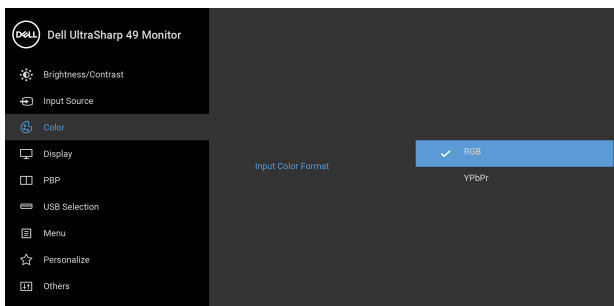 DELL Dell UltraSharp 49 Monitor
Brightness/Contrast
Input Source
Color
Display
PBP
USB Selection
Menu
Personalize
Others
Input Color Format
RGB
YPbPr